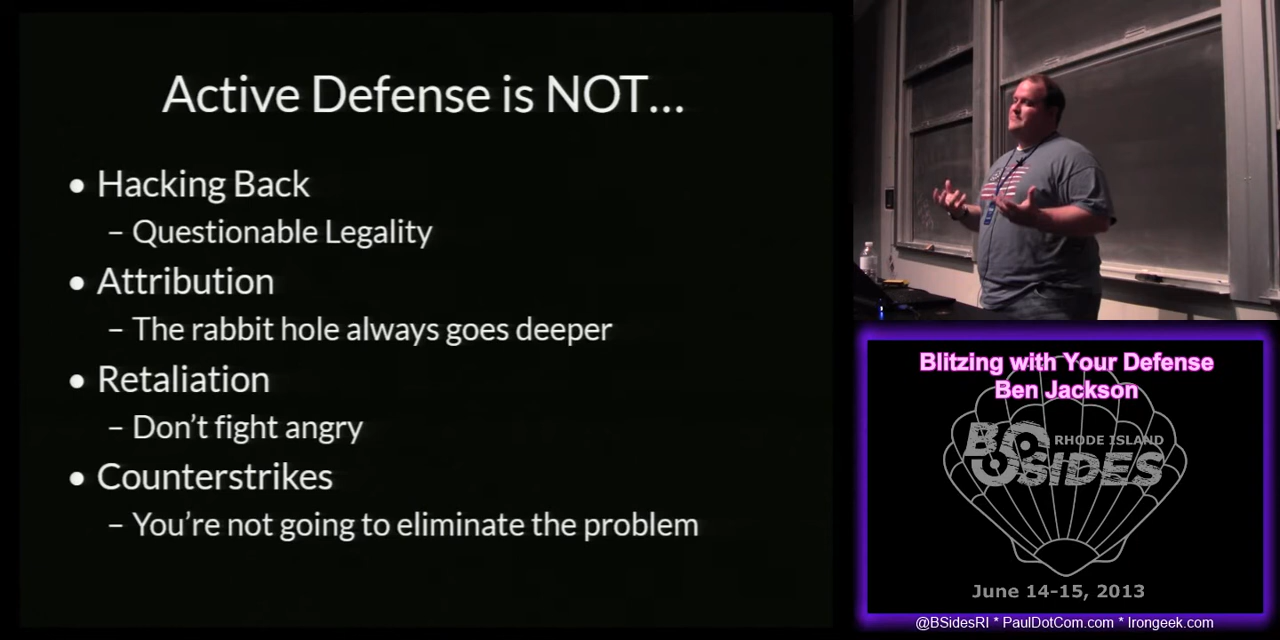 Active Defense is NOT...
• Hacking Back
– Questionable Legality
• Attribution
– The rabbit hole always goes deeper
• Retaliation
– Don't fight angry
• Counterstrikes
– You're not going to eliminate the problem
Blitzing with Your Defense
Ben Jackson
BSIDES
RHODE ISLAND
June 14-15, 2013
@BSidesRI * PaulDotCom.com * Irongeek.com